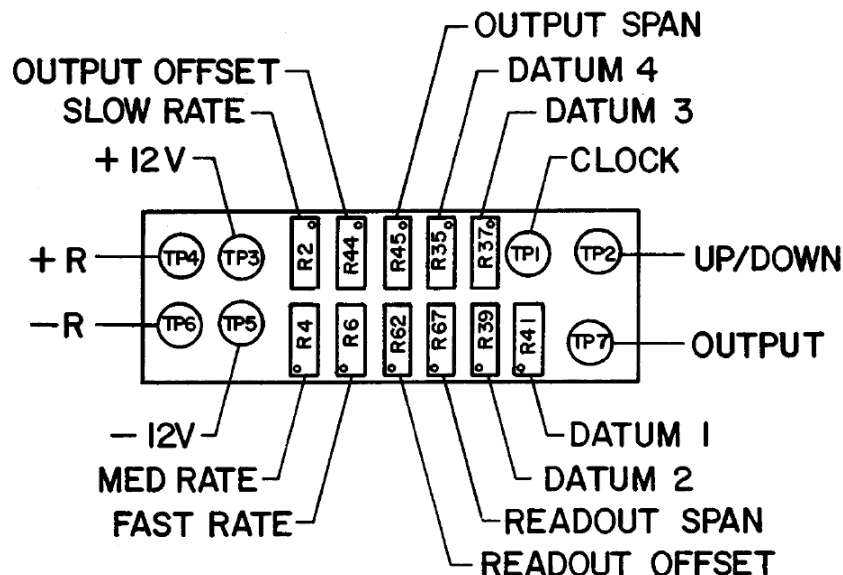 OUTPUT SPAN
OUTPUT OFFSET
DATUM 4
SLOW RATE
DATUM 3
+12V
CLOCK
+R
TP4
TP3
R2
R44
R45
R35
R37
TP1
TP2
UP/DOWN
-R
TP6
TP5
R4
R6
R62
R67
R39
R41
TP7
OUTPUT
-12V
DATUM 1
MED RATE
DATUM 2
FAST RATE
READOUT SPAN
READOUT OFFSET